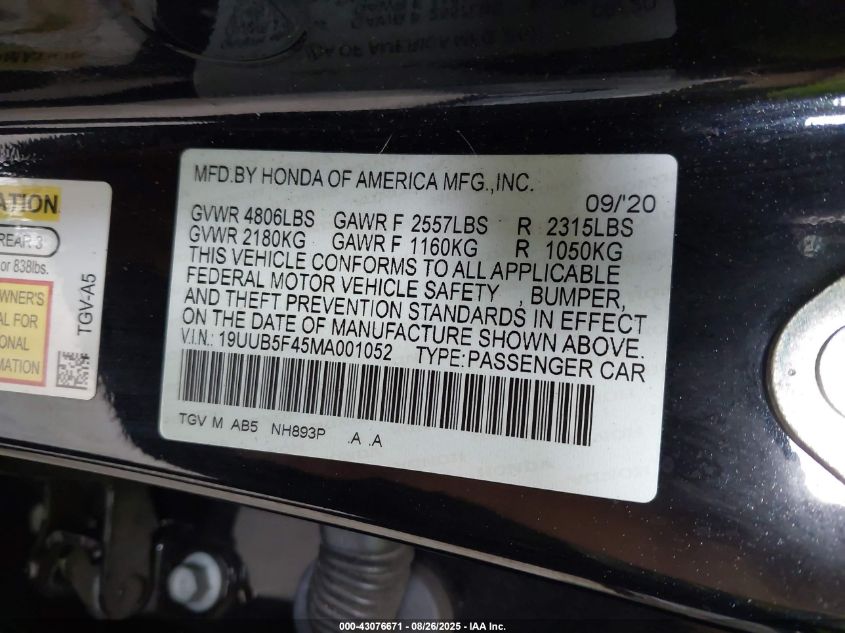 MFD.BY HONDA OF AMERICA MFG.,INC.
09/'20
GVWR 4806LBS GAWR F 2557LBS R 2315LBS
GVWR 2180KG GAWR F 1160KG R 1050KG
THIS VEHICLE CONFORMS TO ALL APPLICABLE
FEDERAL MOTOR VEHICLE SAFETY , BUMPER,
AND THEFT PREVENTION STANDARDS IN EFFECT
ON THE DATE OF MANUFACTURE SHOWN ABOVE.
V.I.N.: 19UUB5F45MA001052 TYPE:PASSENGER CAR
TGV M AB5 NH893P .A .A
ATION
REAR 3
or 838lbs.
OWNER'S
AL FOR
IONAL
MATION
TGV-A5
000-43076671 - 08/26/2025 - IAA Inc.